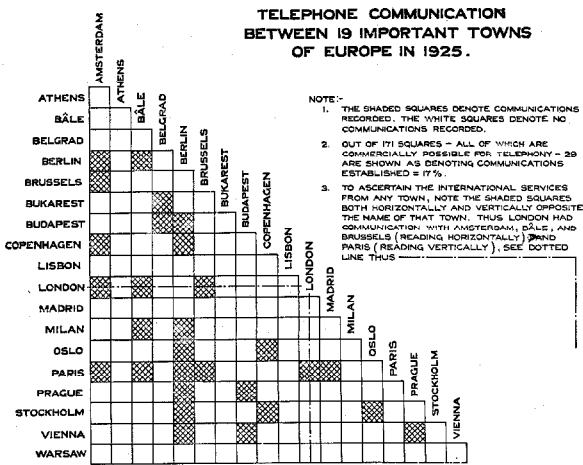 TELEPHONE COMMUNICATION
BETWEEN 19 IMPORTANT TOWNS
OF EUROPE IN 1925.
NOTE:-
1. THE SHADED SQUARES DENOTE COMMUNICATIONS
RECORDED. THE WHITE SQUARES DENOTE NO
COMMUNICATIONS RECORDED.
2. OUT OF 171 SQUARES - ALL OF WHICH ARE
COMMERCIALLY POSSIBLE FOR TELEPHONY - 29
ARE SHOWN AS DENOTING COMMUNICATIONS
ESTABLISHED = 17%.
3. TO ASCERTAIN THE INTERNATIONAL SERVICES
FROM ANY TOWN, NOTE THE SHADED SQUARES
BOTH HORIZONTALLY AND VERTICALLY OPPOSITE
THE NAME OF THAT TOWN. THUS LONDON HAD
COMMUNICATION WITH AMSTERDAM, BÂLE, AND
BRUSSELS (READING HORIZONTALLY) AND
PARIS (READING VERTICALLY), SEE DOTTED
LINE THUS
AMSTERDAM
ATHENS
BÂLE
BELGRAD
BERLIN
BRUSSELS
BUKAREST
BUDAPEST
COPENHAGEN
LISBON
LONDON
MADRID
MILAN
OSLO
PARIS
PRAGUE
STOCKHOLM
VIENNA
ATHENS
BÂLE
BELGRAD
BERLIN
BRUSSELS
BUKAREST
BUDAPEST
COPENHAGEN
LISBON
LONDON
MADRID
MILAN
OSLO
PARIS
PRAGUE
STOCKHOLM
VIENNA
WARSAW